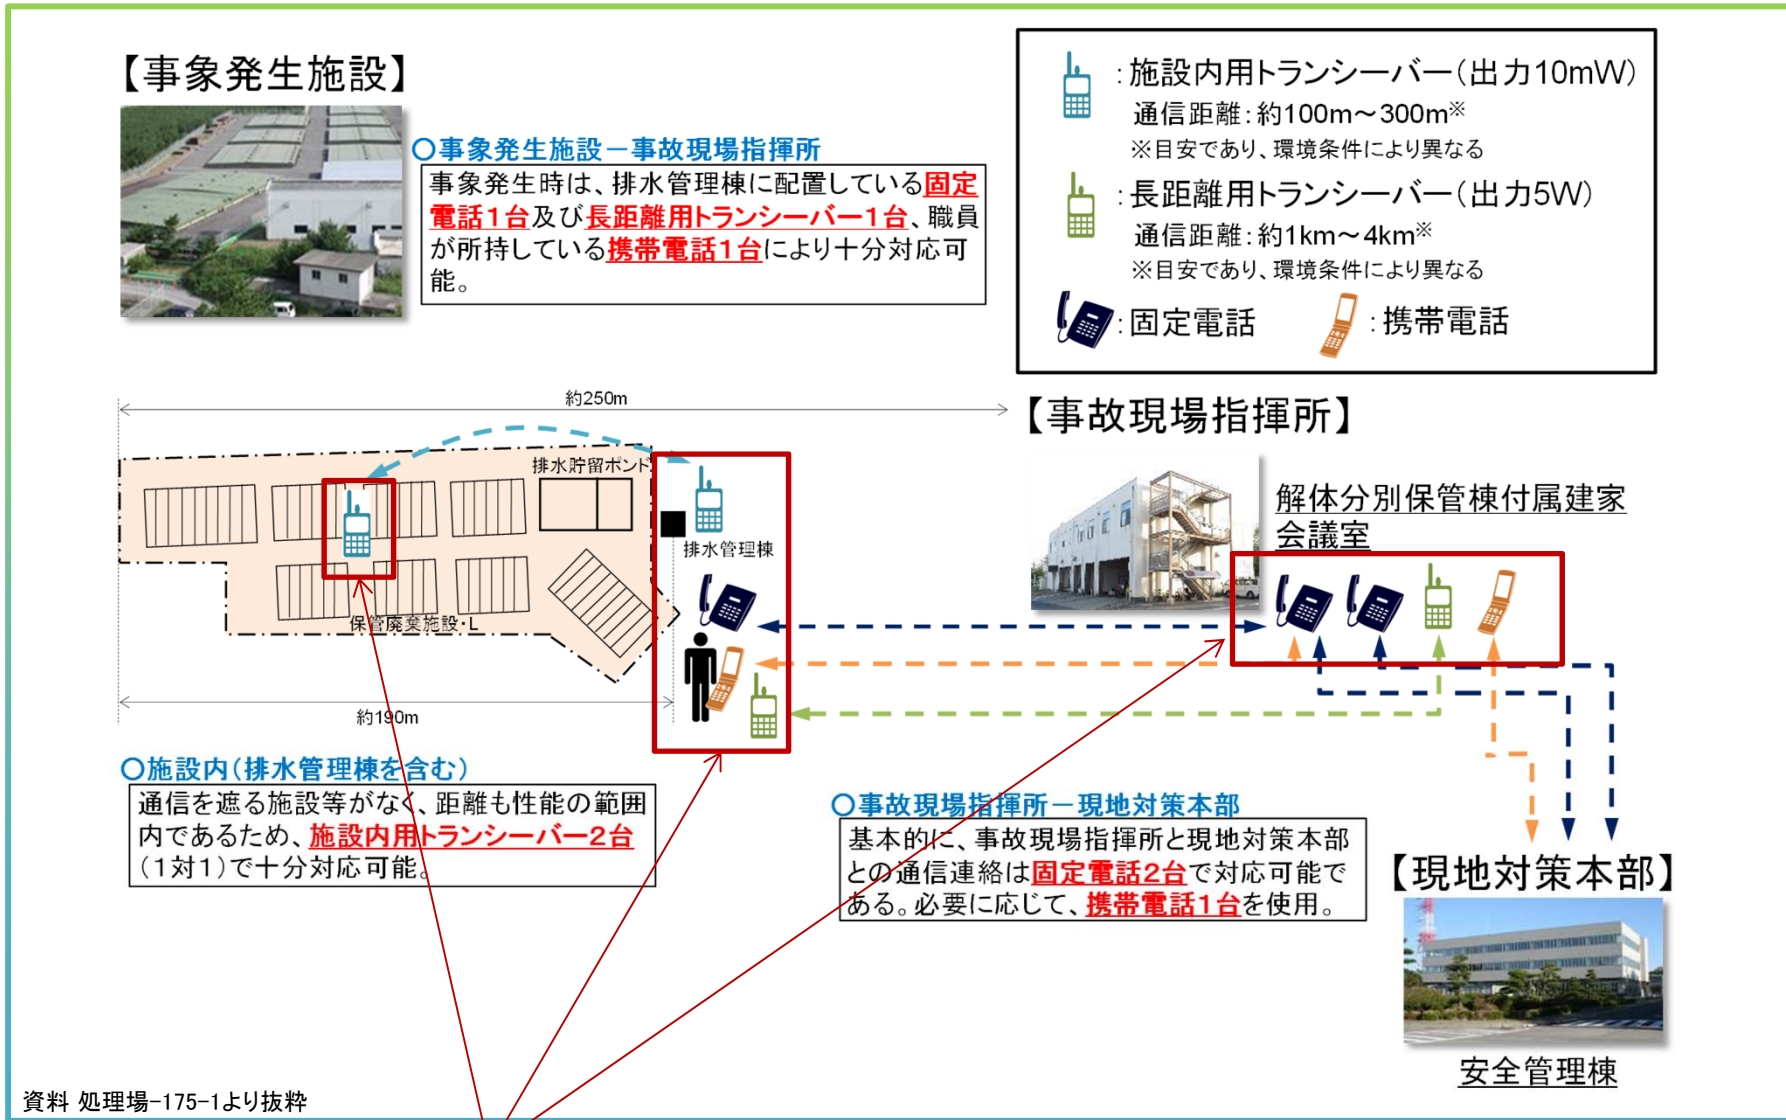 【事象発生施設】
○事象発生施設－事故現場指揮所
事象発生時は、排水管理棟に配置している固定
電話1台及び長距離用トランシーバー1台、職員
が所持している携帯電話1台により十分対応可
能。
：施設内用トランシーバー（出力10mW）
通信距離：約100m～300m※
※目安であり、環境条件により異なる
：長距離用トランシーバー（出力5W）
通信距離：約1km～4km※
※目安であり、環境条件により異なる
：固定電話
：携帯電話
約250m
【事故現場指揮所】
排水貯留ポンド
排水管理棟
保管廃棄施設・L
約190m
解体分別保管棟付属建家
会議室
○施設内（排水管理棟を含む）
通信を遮る施設等がなく、距離も性能の範囲
内であるため、施設内用トランシーバー2台
（1対1）で十分対応可能。
○事故現場指揮所－現地対策本部
基本的に、事故現場指揮所と現地対策本部
との通信連絡は固定電話2台で対応可能で
ある。必要に応じて、携帯電話1台を使用。
【現地対策本部】
安全管理棟
資料 処理場-175-1より抜粋